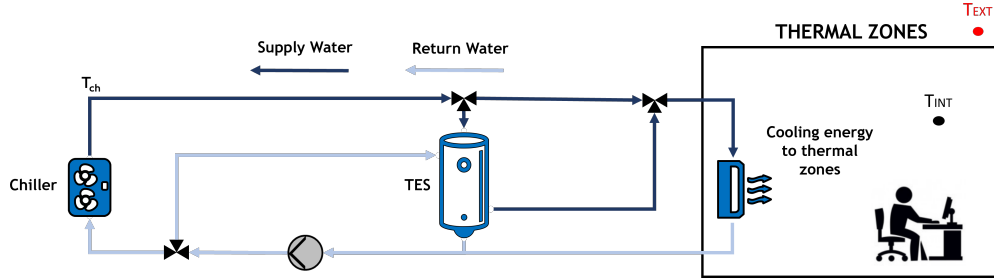 TEXT
THERMAL ZONES
Supply Water
Return Water
Tch
TINT
Cooling energy
to thermal
zones
Chiller
TES